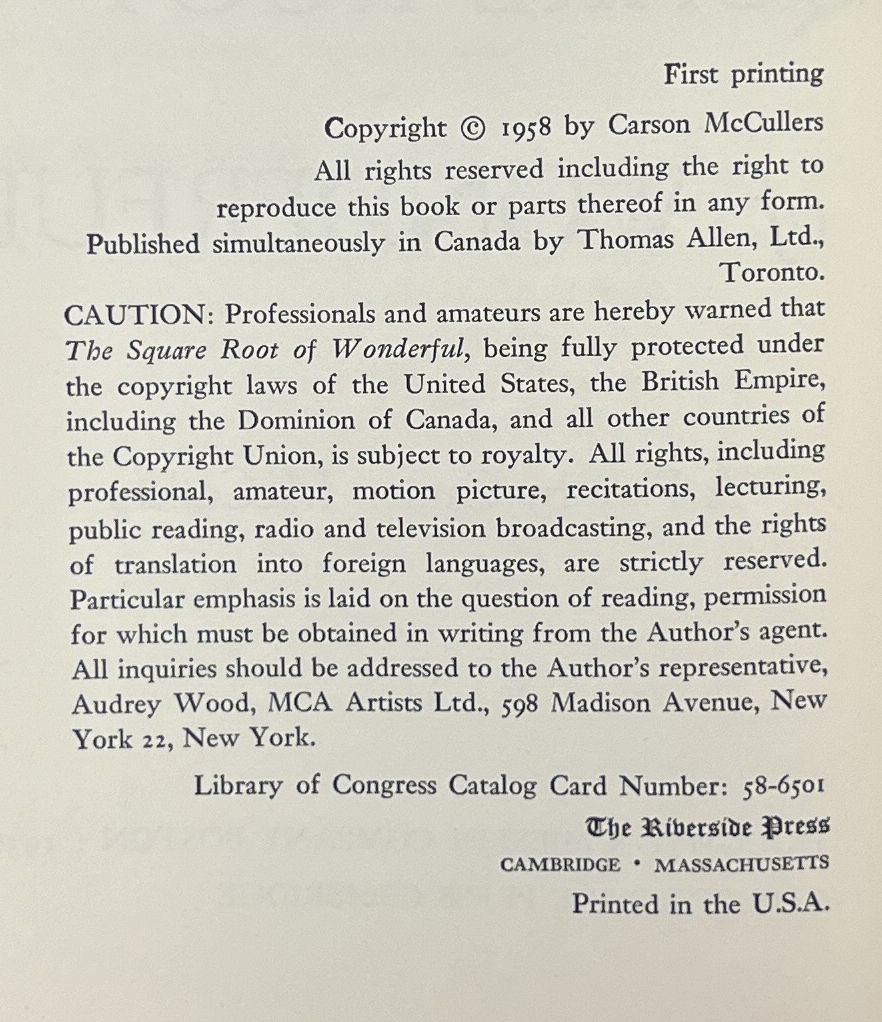 First printing
Copyright © 1958 by Carson McCullers
All rights reserved including the right to
reproduce this book or parts thereof in any form.
Published simultaneously in Canada by Thomas Allen, Ltd.,
Toronto.
CAUTION: Professionals and amateurs are hereby warned that
The Square Root of Wonderful, being fully protected under
the copyright laws of the United States, the British Empire,
including the Dominion of Canada, and all other countries of
the Copyright Union, is subject to royalty. All rights, including
professional, amateur, motion picture, recitations, lecturing,
public reading, radio and television broadcasting, and the rights
of translation into foreign languages, are strictly reserved.
Particular emphasis is laid on the question of reading, permission
for which must be obtained in writing from the Author's agent.
All inquiries should be addressed to the Author's representative,
Audrey Wood, MCA Artists Ltd., 598 Madison Avenue, New
York 22, New York.
Library of Congress Catalog Card Number: 58-6501
The Riverside Press
CAMBRIDGE • MASSACHUSETTS
Printed in the U.S.A.